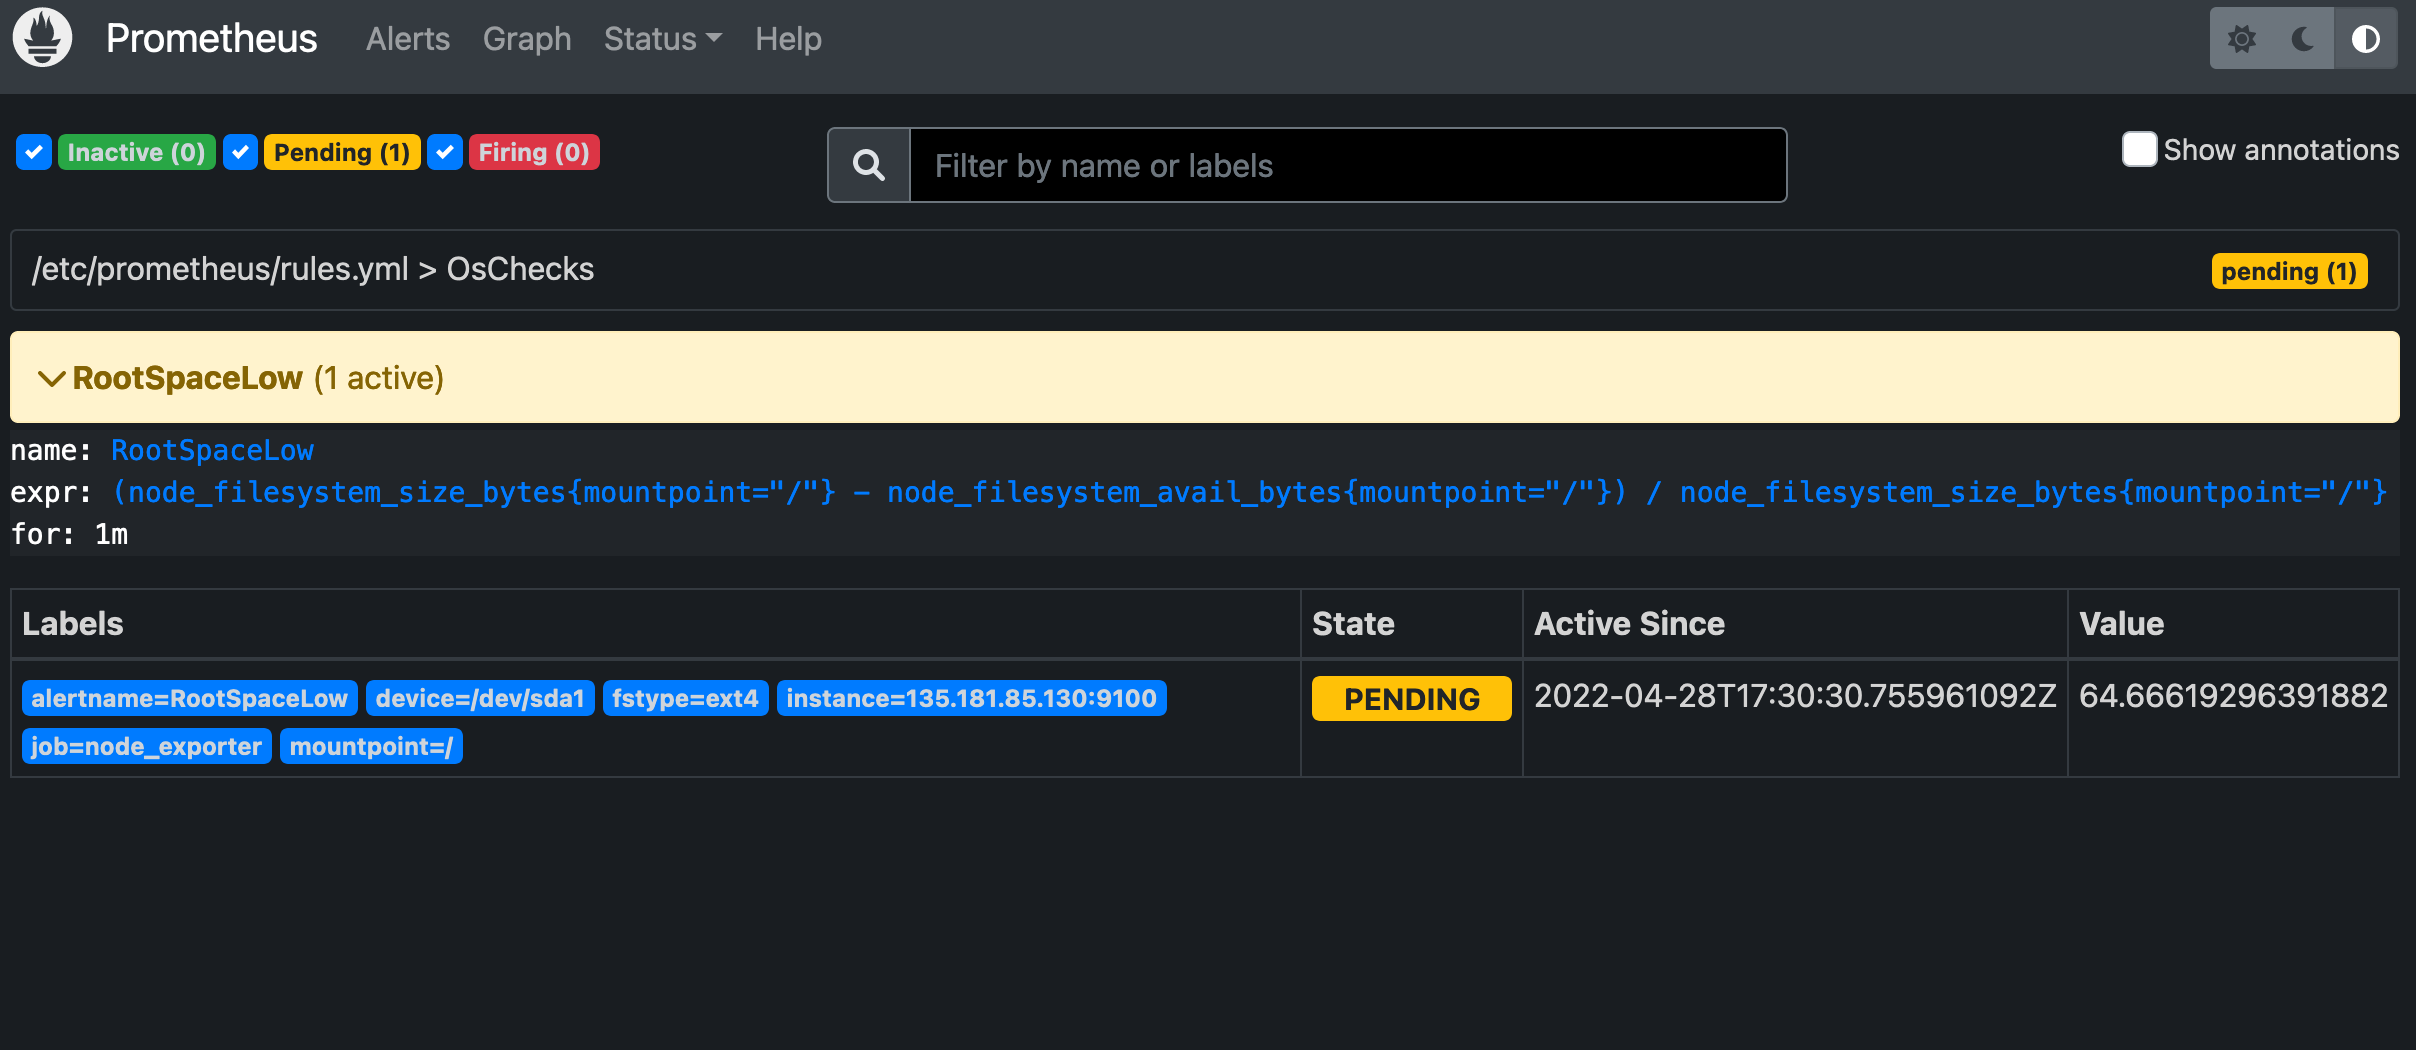 Prometheus Alerts Graph Status Help
Inactive (0) Pending (1) Firing (0) Filter by name or labels Show annotations
/etc/prometheus/rules.yml > OsChecks pending (1)
RootSpaceLow (1 active)
name: RootSpaceLow
expr: (node_filesystem_size_bytes{mountpoint="/"} - node_filesystem_avail_bytes{mountpoint="/"}) / node_filesystem_size_bytes{mountpoint="/"}
for: 1m
Labels State Active Since Value
alertname=RootSpaceLow device=/dev/sda1 fstype=ext4 instance=135.181.85.130:9100 PENDING 2022-04-28T17:30:30.755961092Z 64.66619296391882
job=node_exporter mountpoint=/